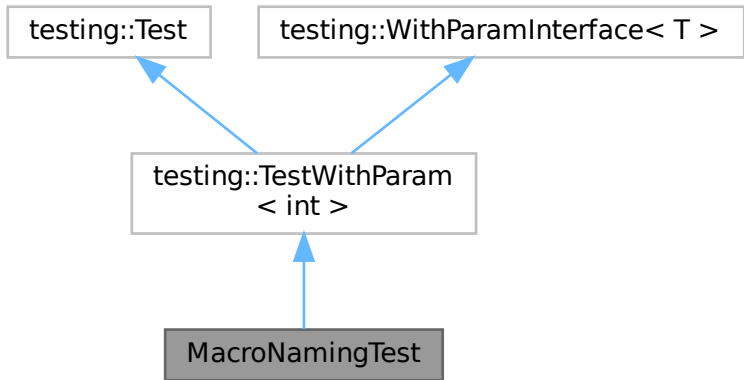 testing::Test
testing::WithParamInterface< T >
testing::TestWithParam
< int >
MacroNamingTest